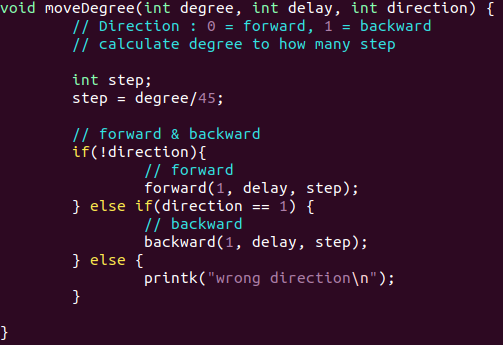 void moveDegree(int degree, int delay, int direction) {
        // Direction : 0 = forward, 1 = backward
        // calculate degree to how many step

        int step;
        step = degree/45;

        // forward & backward
        if(!direction){
                // forward
                forward(1, delay, step);
        } else if(direction == 1) {
                // backward
                backward(1, delay, step);
        } else {
                printk("wrong direction\n");
        }

}